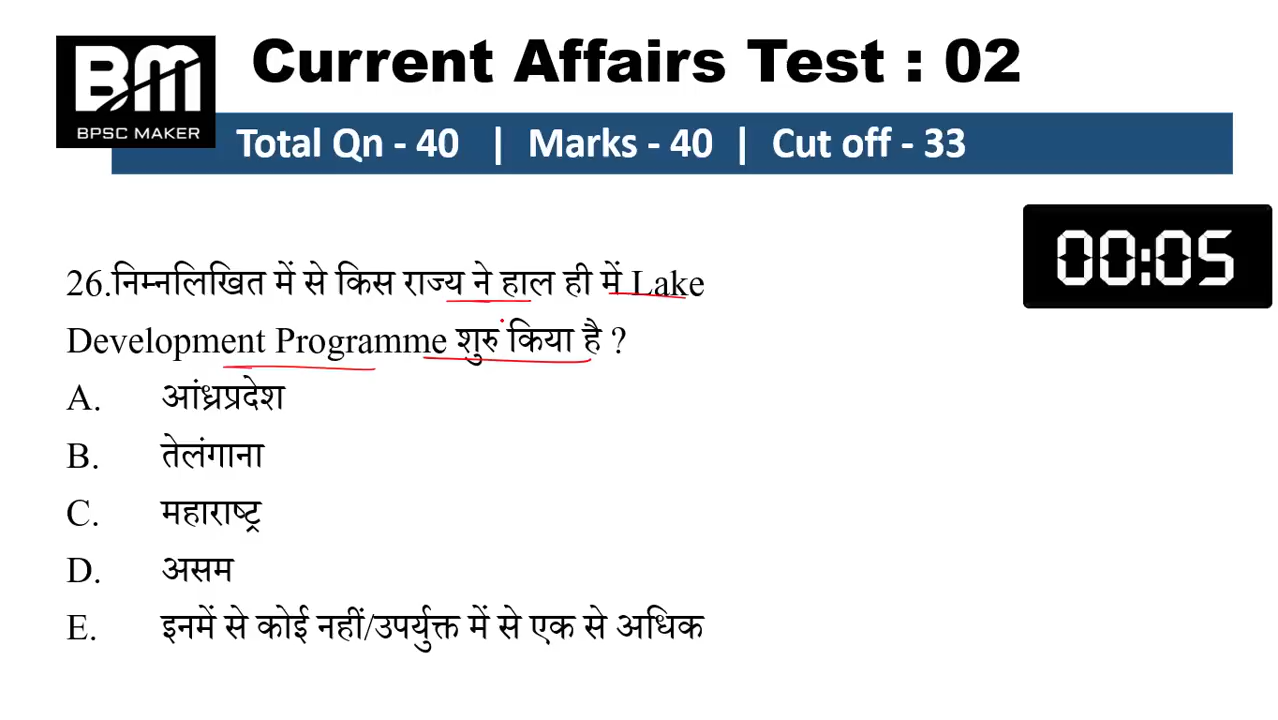 BM
BPSC MAKER
Current Affairs Test : 02
Total Qn - 40 | Marks - 40 | Cut off - 33
00:05
26.निम्नलिखित में से किस राज्य ने हाल ही में Lake
Development Programme शुरु किया है ?
A. आंध्रप्रदेश
B. तेलंगाना
C. महाराष्ट्र
D. असम
E. इनमें से कोई नहीं/उपर्युक्त में से एक से अधिक